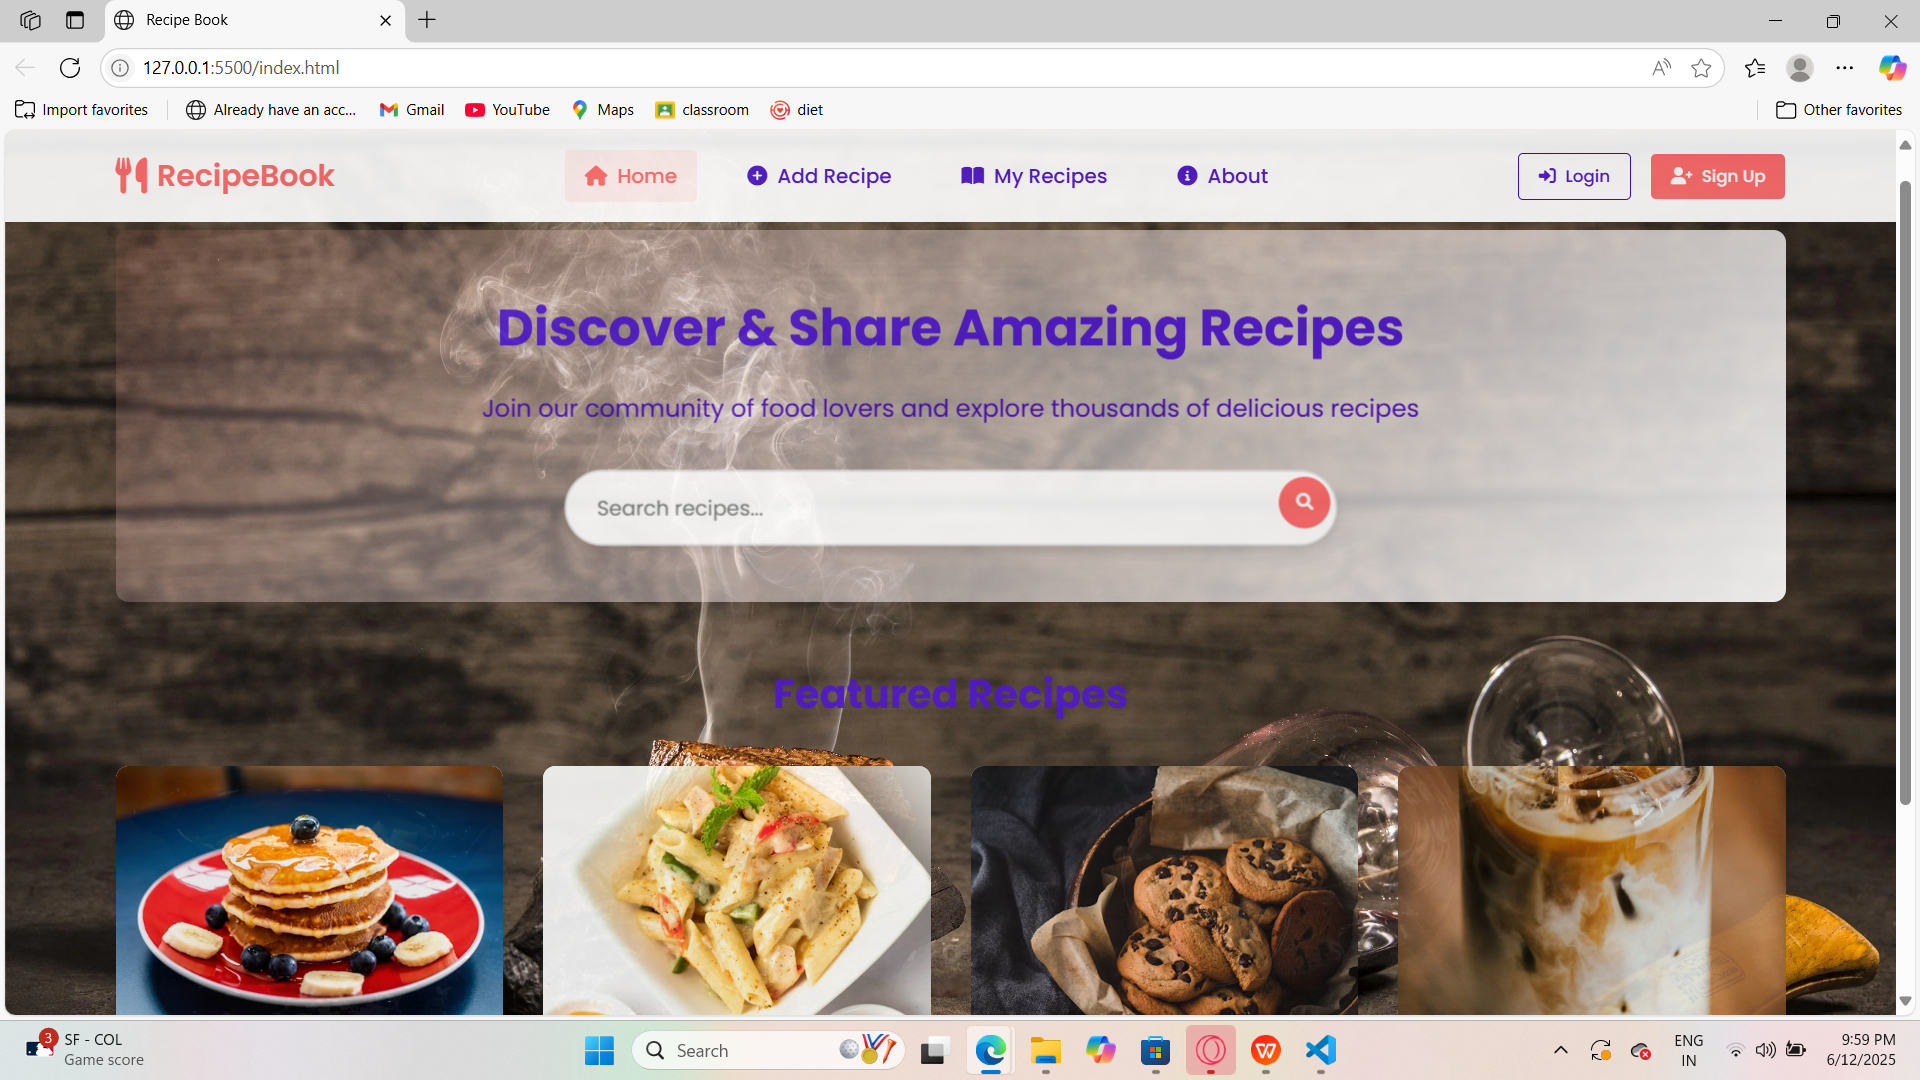 Recipe Book
127.0.0.1:5500/index.html
Import favorites
Already have an acc...
Gmail
YouTube
Maps
classroom
diet
Other favorites
RecipeBook
Home
Add Recipe
My Recipes
About
Login
Sign Up
Discover & Share Amazing Recipes
Join our community of food lovers and explore thousands of delicious recipes
Search recipes...
Featured Recipes
3
SF - COL
Game score
Search
ENG
IN
9:59 PM
6/12/2025